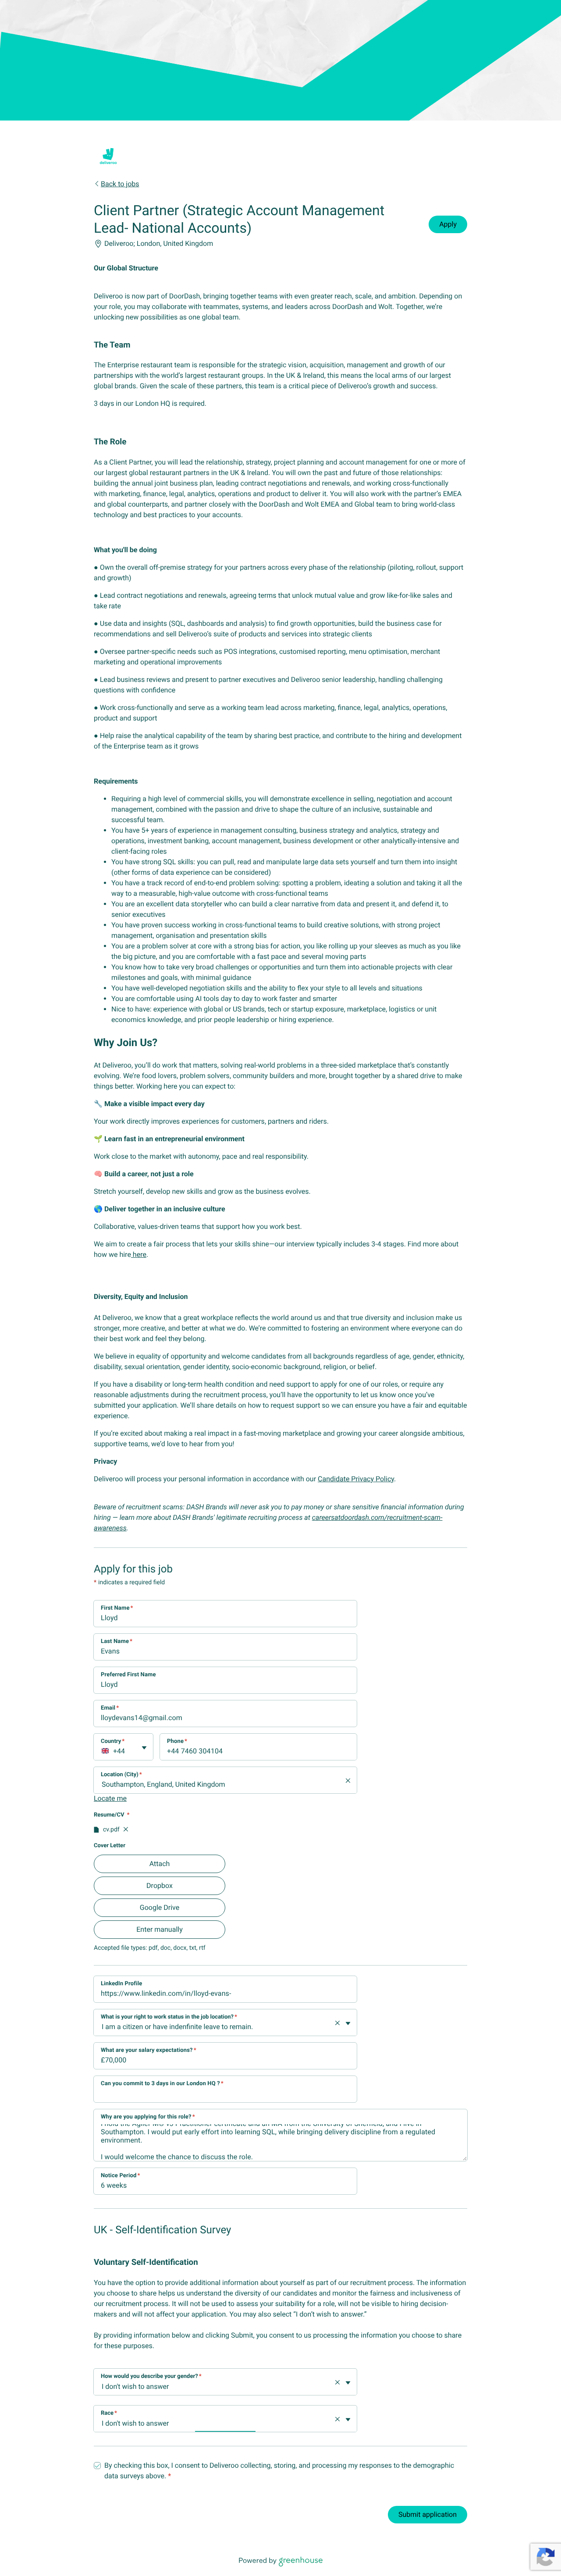 deliveroo
Back to jobs
Client Partner (Strategic Account Management
Lead- National Accounts)
Apply
Deliveroo; London, United Kingdom
Our Global Structure
Deliveroo is now part of DoorDash, bringing together teams with even greater reach, scale, and ambition. Depending on
your role, you may collaborate with teammates, systems, and leaders across DoorDash and Wolt. Together, we're
unlocking new possibilities as one global team.
The Team
The Enterprise restaurant team is responsible for the strategic vision, acquisition, management and growth of our
partnerships with the world's largest restaurant groups. In the UK & Ireland, this means the local arms of our largest
global brands. Given the scale of these partners, this team is a critical piece of Deliveroo's growth and success.
3 days in our London HQ is required.
The Role
As a Client Partner, you will lead the relationship, strategy, project planning and account management for one or more of
our largest global restaurant partners in the UK & Ireland. You will own the past and future of those relationships:
building the annual joint business plan, leading contract negotiations and renewals, and working cross-functionally
with marketing, finance, legal, analytics, operations and product to deliver it. You will also work with the partner's EMEA
and global counterparts, and partner closely with the DoorDash and Wolt EMEA and Global team to bring world-class
technology and best practices to your accounts.
What you'll be doing
● Own the overall off-premise strategy for your partners across every phase of the relationship (piloting, rollout, support
and growth)
● Lead contract negotiations and renewals, agreeing terms that unlock mutual value and grow like-for-like sales and
take rate
● Use data and insights (SQL, dashboards and analysis) to find growth opportunities, build the business case for
recommendations and sell Deliveroo's suite of products and services into strategic clients
● Oversee partner-specific needs such as POS integrations, customised reporting, menu optimisation, merchant
marketing and operational improvements
● Lead business reviews and present to partner executives and Deliveroo senior leadership, handling challenging
questions with confidence
● Work cross-functionally and serve as a working team lead across marketing, finance, legal, analytics, operations,
product and support
● Help raise the analytical capability of the team by sharing best practice, and contribute to the hiring and development
of the Enterprise team as it grows
Requirements
• Requiring a high level of commercial skills, you will demonstrate excellence in selling, negotiation and account
management, combined with the passion and drive to shape the culture of an inclusive, sustainable and
successful team.
• You have 5+ years of experience in management consulting, business strategy and analytics, strategy and
operations, investment banking, account management, business development or other analytically-intensive and
client-facing roles
• You have strong SQL skills: you can pull, read and manipulate large data sets yourself and turn them into insight
(other forms of data experience can be considered)
• You have a track record of end-to-end problem solving: spotting a problem, ideating a solution and taking it all the
way to a measurable, high-value outcome with cross-functional teams
• You are an excellent data storyteller who can build a clear narrative from data and present it, and defend it, to
senior executives
• You have proven success working in cross-functional teams to build creative solutions, with strong project
management, organisation and presentation skills
• You are a problem solver at core with a strong bias for action, you like rolling up your sleeves as much as you like
the big picture, and you are comfortable with a fast pace and several moving parts
• You know how to take very broad challenges or opportunities and turn them into actionable projects with clear
milestones and goals, with minimal guidance
• You have well-developed negotiation skills and the ability to flex your style to all levels and situations
• You are comfortable using AI tools day to day to work faster and smarter
• Nice to have: experience with global or US brands, tech or startup exposure, marketplace, logistics or unit
economics knowledge, and prior people leadership or hiring experience.
Why Join Us?
At Deliveroo, you'll do work that matters, solving real-world problems in a three-sided marketplace that's constantly
evolving. We're food lovers, problem solvers, community builders and more, brought together by a shared drive to make
things better. Working here you can expect to:
🔧 Make a visible impact every day
Your work directly improves experiences for customers, partners and riders.
🌱 Learn fast in an entrepreneurial environment
Work close to the market with autonomy, pace and real responsibility.
🧠 Build a career, not just a role
Stretch yourself, develop new skills and grow as the business evolves.
🌎 Deliver together in an inclusive culture
Collaborative, values-driven teams that support how you work best.
We aim to create a fair process that lets your skills shine—our interview typically includes 3-4 stages. Find more about
how we hire here.
Diversity, Equity and Inclusion
At Deliveroo, we know that a great workplace reflects the world around us and that true diversity and inclusion make us
stronger, more creative, and better at what we do. We're committed to fostering an environment where everyone can do
their best work and feel they belong.
We believe in equality of opportunity and welcome candidates from all backgrounds regardless of age, gender, ethnicity,
disability, sexual orientation, gender identity, socio-economic background, religion, or belief.
If you have a disability or long-term health condition and need support to apply for one of our roles, or require any
reasonable adjustments during the recruitment process, you'll have the opportunity to let us know once you've
submitted your application. We'll share details on how to request support so we can ensure you have a fair and equitable
experience.
If you're excited about making a real impact in a fast-moving marketplace and growing your career alongside ambitious,
supportive teams, we'd love to hear from you!
Privacy
Deliveroo will process your personal information in accordance with our Candidate Privacy Policy.
Beware of recruitment scams: DASH Brands will never ask you to pay money or share sensitive financial information during
hiring — learn more about DASH Brands' legitimate recruiting process at careersatdoordash.com/recruitment-scam-
awareness.
Apply for this job
* indicates a required field
First Name *
Lloyd
Last Name *
Evans
Preferred First Name
Lloyd
Email *
lloydevans14@gmail.com
Country * Phone *
+44 +44 7460 304104
Location (City) *
Southampton, England, United Kingdom
Locate me
Resume/CV *
cv.pdf
Cover Letter
Attach
Dropbox
Google Drive
Enter manually
Accepted file types: pdf, doc, docx, txt, rtf
LinkedIn Profile
https://www.linkedin.com/in/lloyd-evans-
What is your right to work status in the job location? *
I am a citizen or have indenfinite leave to remain.
What are your salary expectations? *
£70,000
Can you commit to 3 days in our London HQ ? *
Why are you applying for this role? *
I hold the AgilePM v3 Practitioner certificate and an MA from the University of Sheffield, and I live in
Southampton. I would put early effort into learning SQL, while bringing delivery discipline from a regulated
environment.
I would welcome the chance to discuss the role.
Notice Period *
6 weeks
UK - Self-Identification Survey
Voluntary Self-Identification
You have the option to provide additional information about yourself as part of our recruitment process. The information
you choose to share helps us understand the diversity of our candidates and monitor the fairness and inclusiveness of
our recruitment process. It will not be used to assess your suitability for a role, will not be visible to hiring decision-
makers and will not affect your application. You may also select "I don't wish to answer."
By providing information below and clicking Submit, you consent to us processing the information you choose to share
for these purposes.
How would you describe your gender? *
I don't wish to answer
Race *
I don't wish to answer
By checking this box, I consent to Deliveroo collecting, storing, and processing my responses to the demographic
data surveys above. *
Submit application
Powered by greenhouse